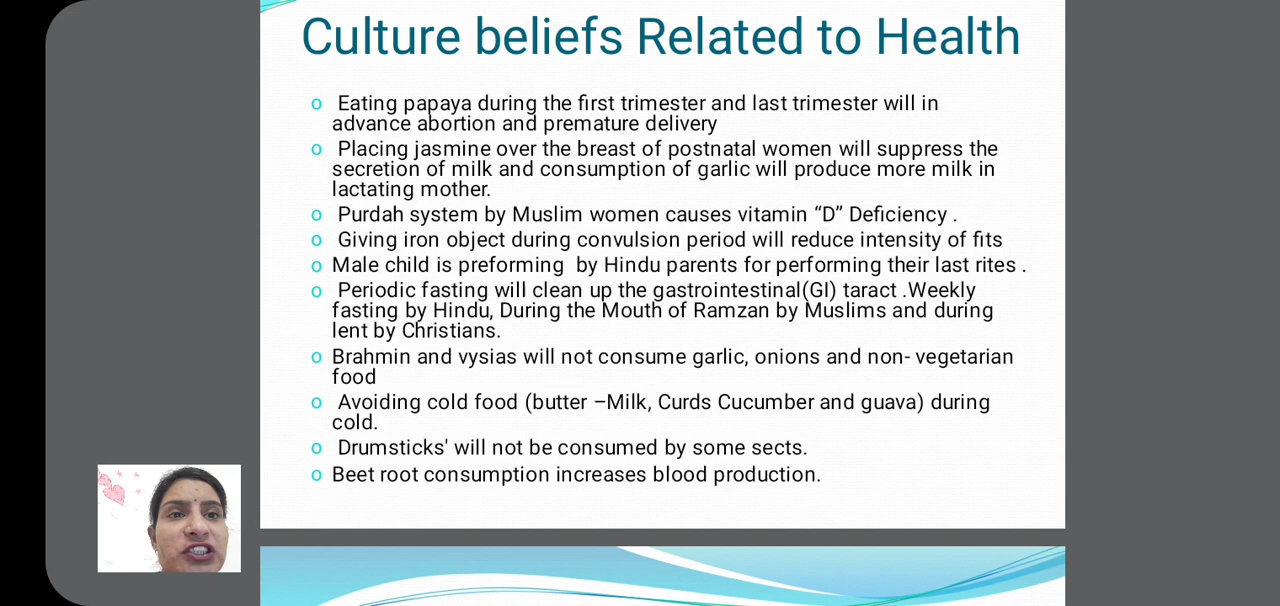 Culture beliefs Related to Health
o Eating papaya during the first trimester and last trimester will in
advance abortion and premature delivery
o Placing jasmine over the breast of postnatal women will suppress the
secretion of milk and consumption of garlic will produce more milk in
lactating mother.
o Purdah system by Muslim women causes vitamin “D” Deficiency .
o Giving iron object during convulsion period will reduce intensity of fits
o Male child is preforming  by Hindu parents for performing their last rites .
o Periodic fasting will clean up the gastrointestinal(GI) taract .Weekly
fasting by Hindu, During the Mouth of Ramzan by Muslims and during
lent by Christians.
o Brahmin and vysias will not consume garlic, onions and non- vegetarian
food
o Avoiding cold food (butter –Milk, Curds Cucumber and guava) during
cold.
o Drumsticks' will not be consumed by some sects.
o Beet root consumption increases blood production.